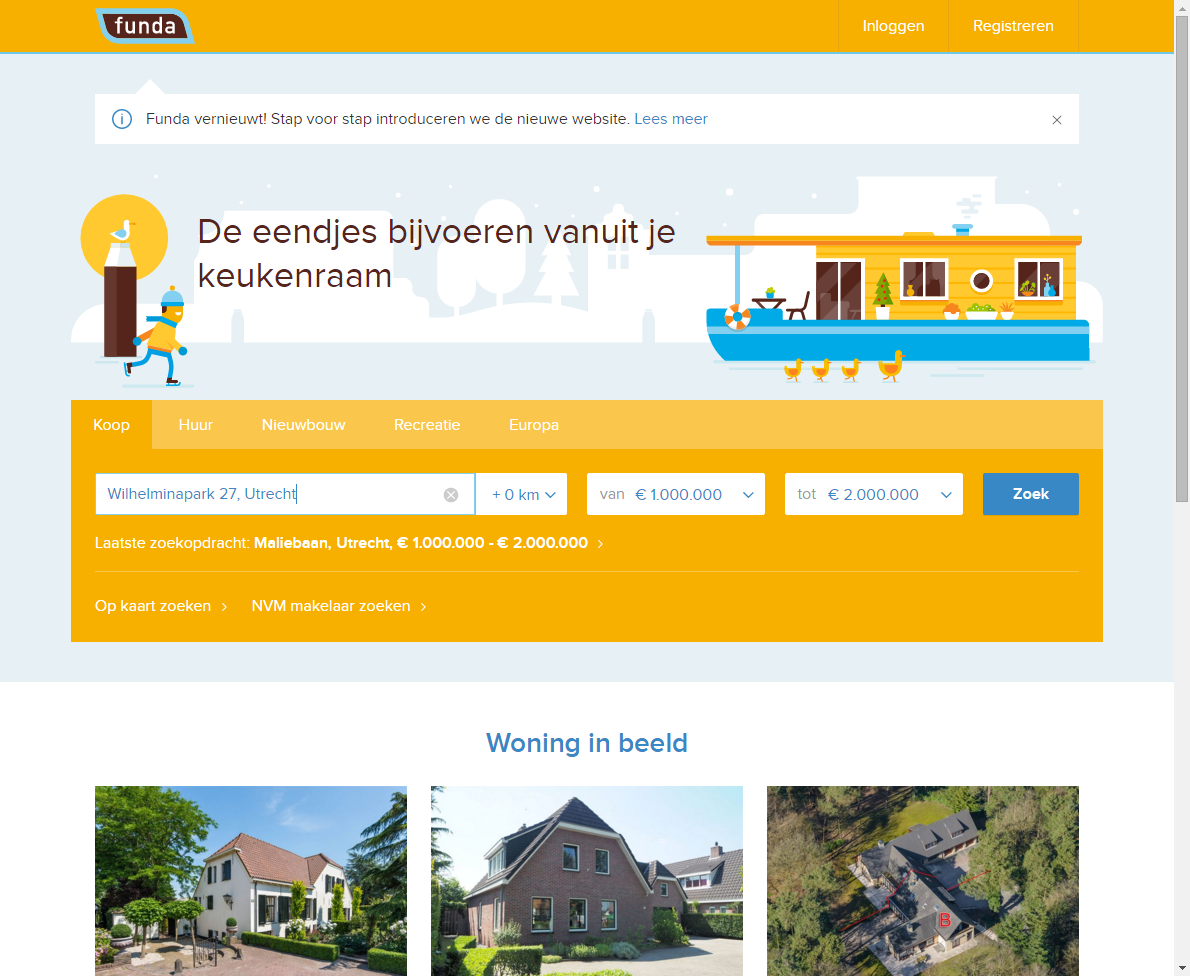 funda
Inloggen
Registreren
Funda vernieuwt! Stap voor stap introduceren we de nieuwe website. Lees meer
De eendjes bijvoeren vanuit je
keukenraam
Koop
Huur
Nieuwbouw
Recreatie
Europa
Wilhelminapark 27, Utrecht
+ 0 km
van € 1.000.000
tot € 2.000.000
Zoek
Laatste zoekopdracht: Maliebaan, Utrecht, € 1.000.000 - € 2.000.000
Op kaart zoeken
NVM makelaar zoeken
Woning in beeld
B